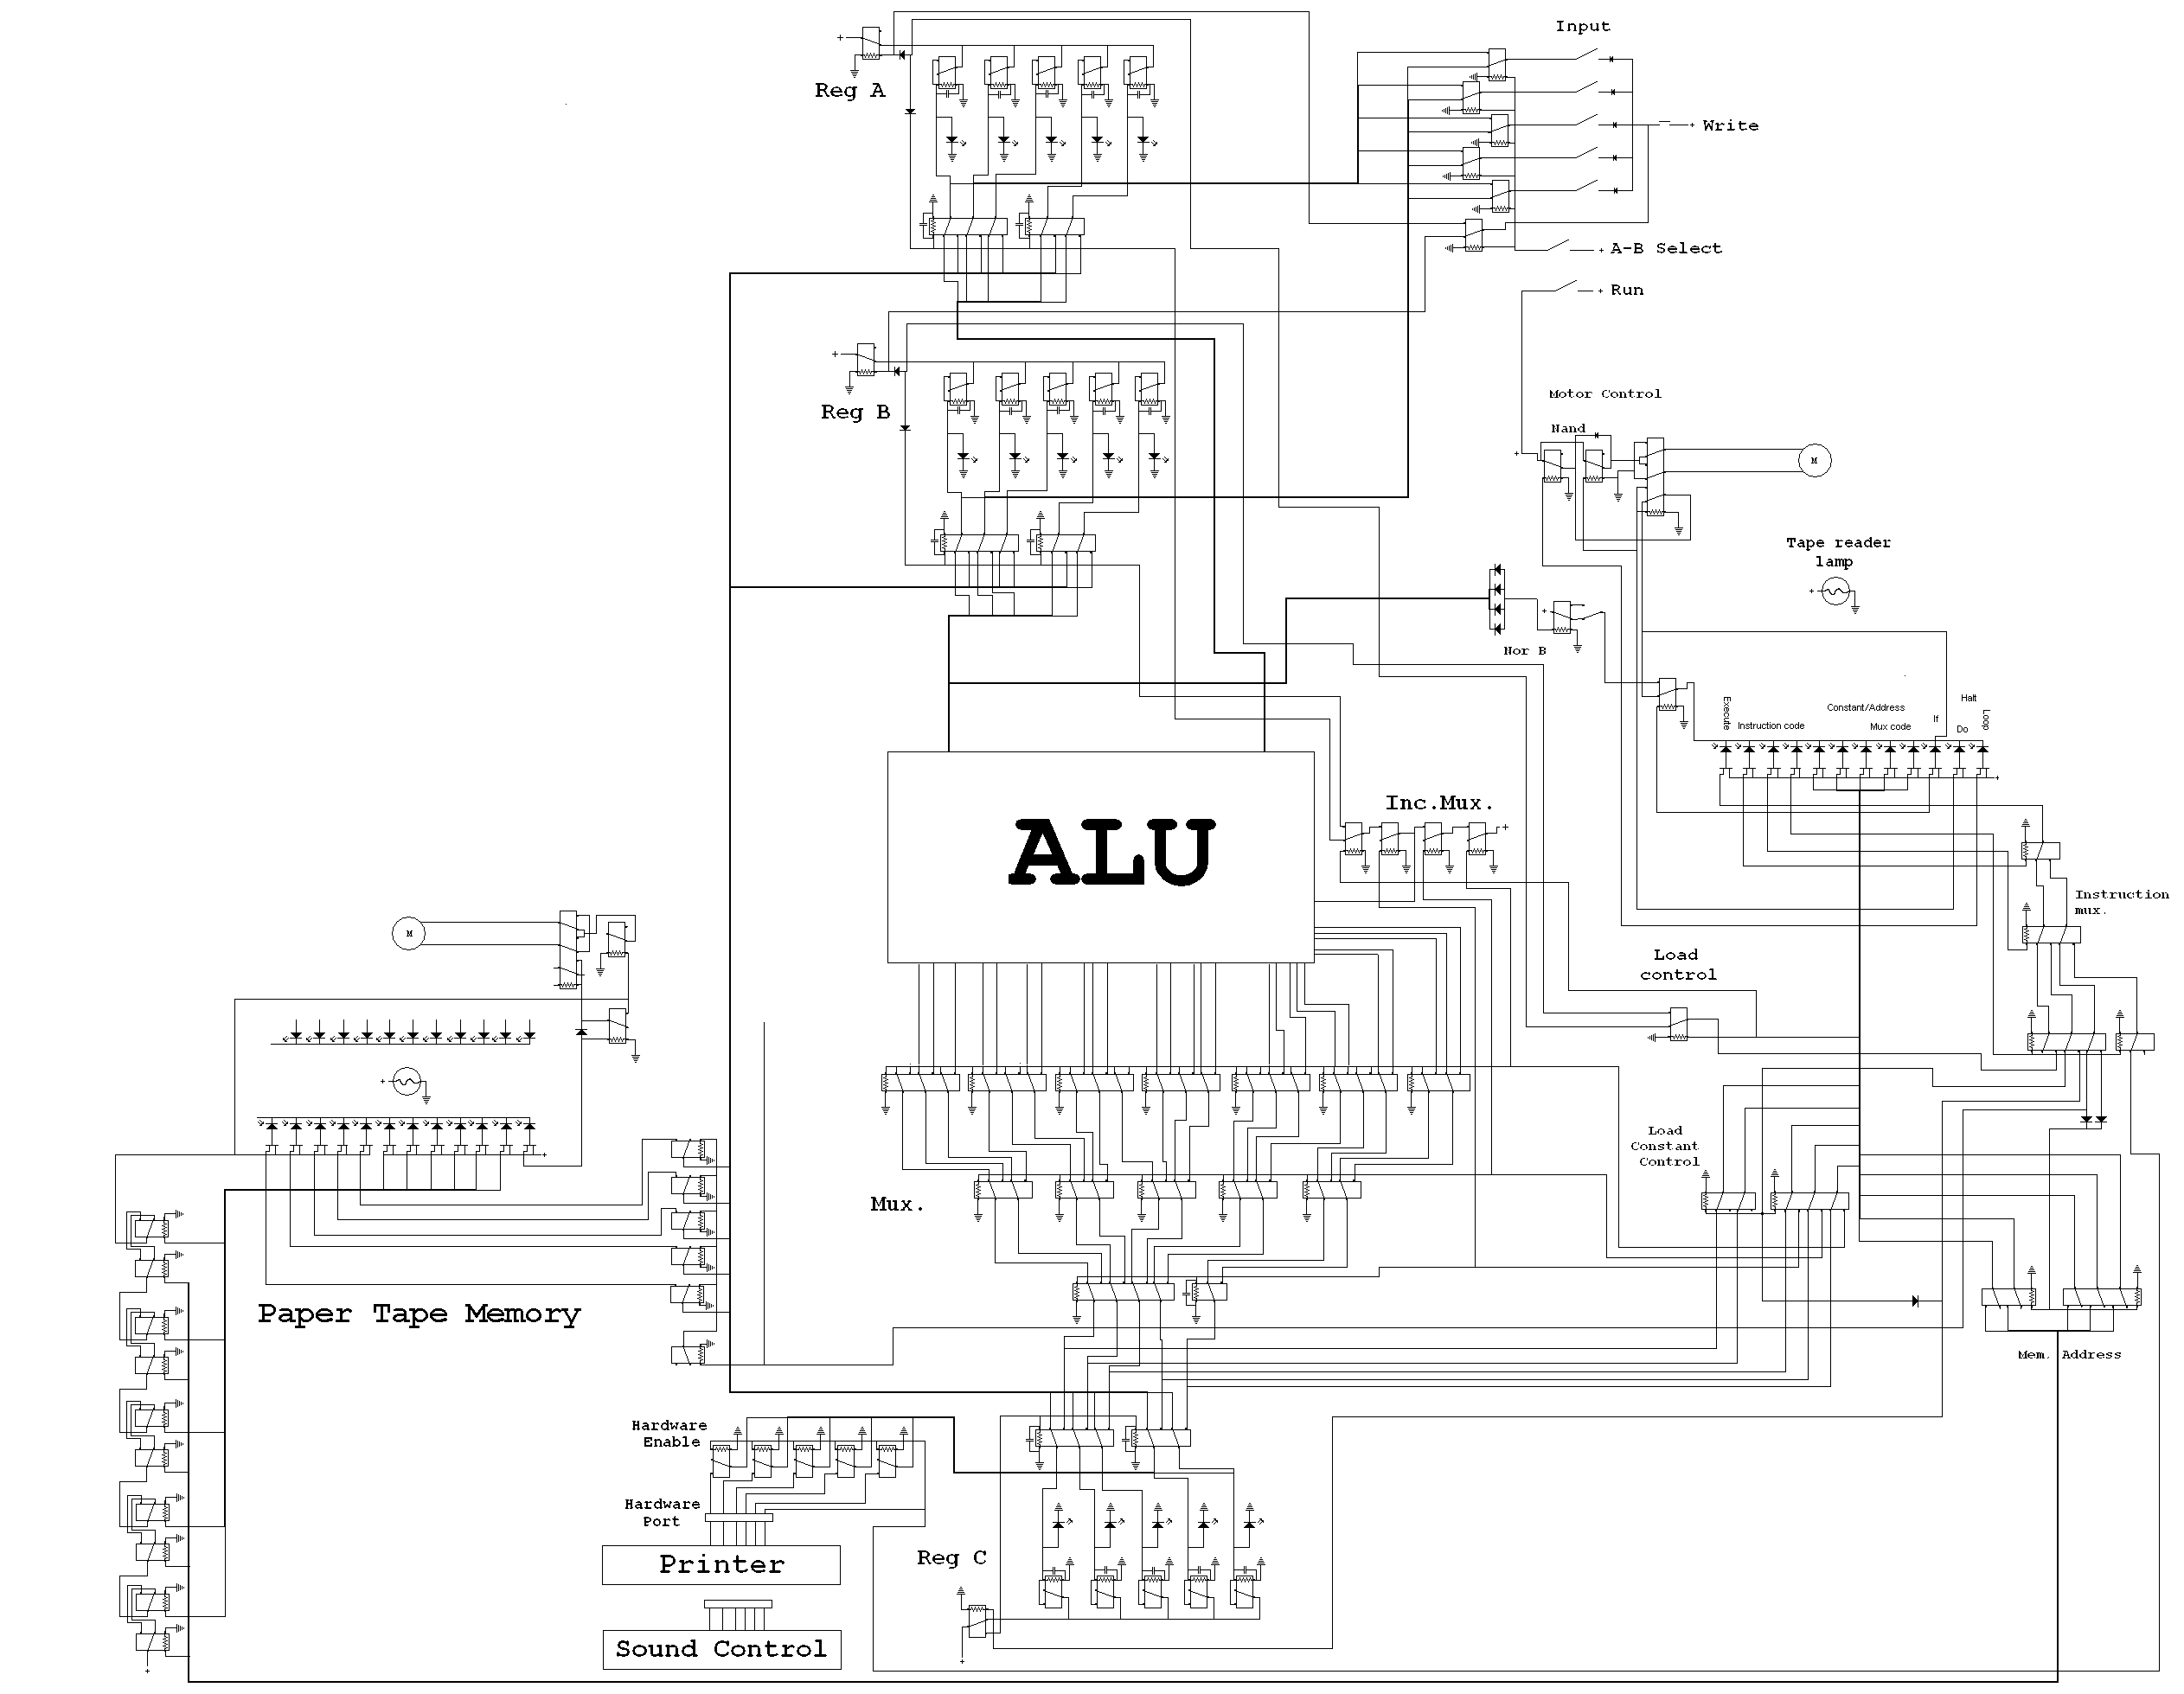 Input
Reg A
+
+ Write
+ A-B Select
+ Run
+
Reg B
Motor Control
Nand
+
M
Tape reader
lamp
+
+
Nor B
Halt
Execute
Constant/Address
If
Loop
Instruction code
Mux code
Do
+
Inc.Mux.
+
ALU
Instruction
mux.
M
Load
control
+
Load
Constant
Control
+
Mux.
Paper Tape Memory
Mem. Address
Hardware
Enable
Hardware
Port
Reg C
Printer
Sound Control
+
+